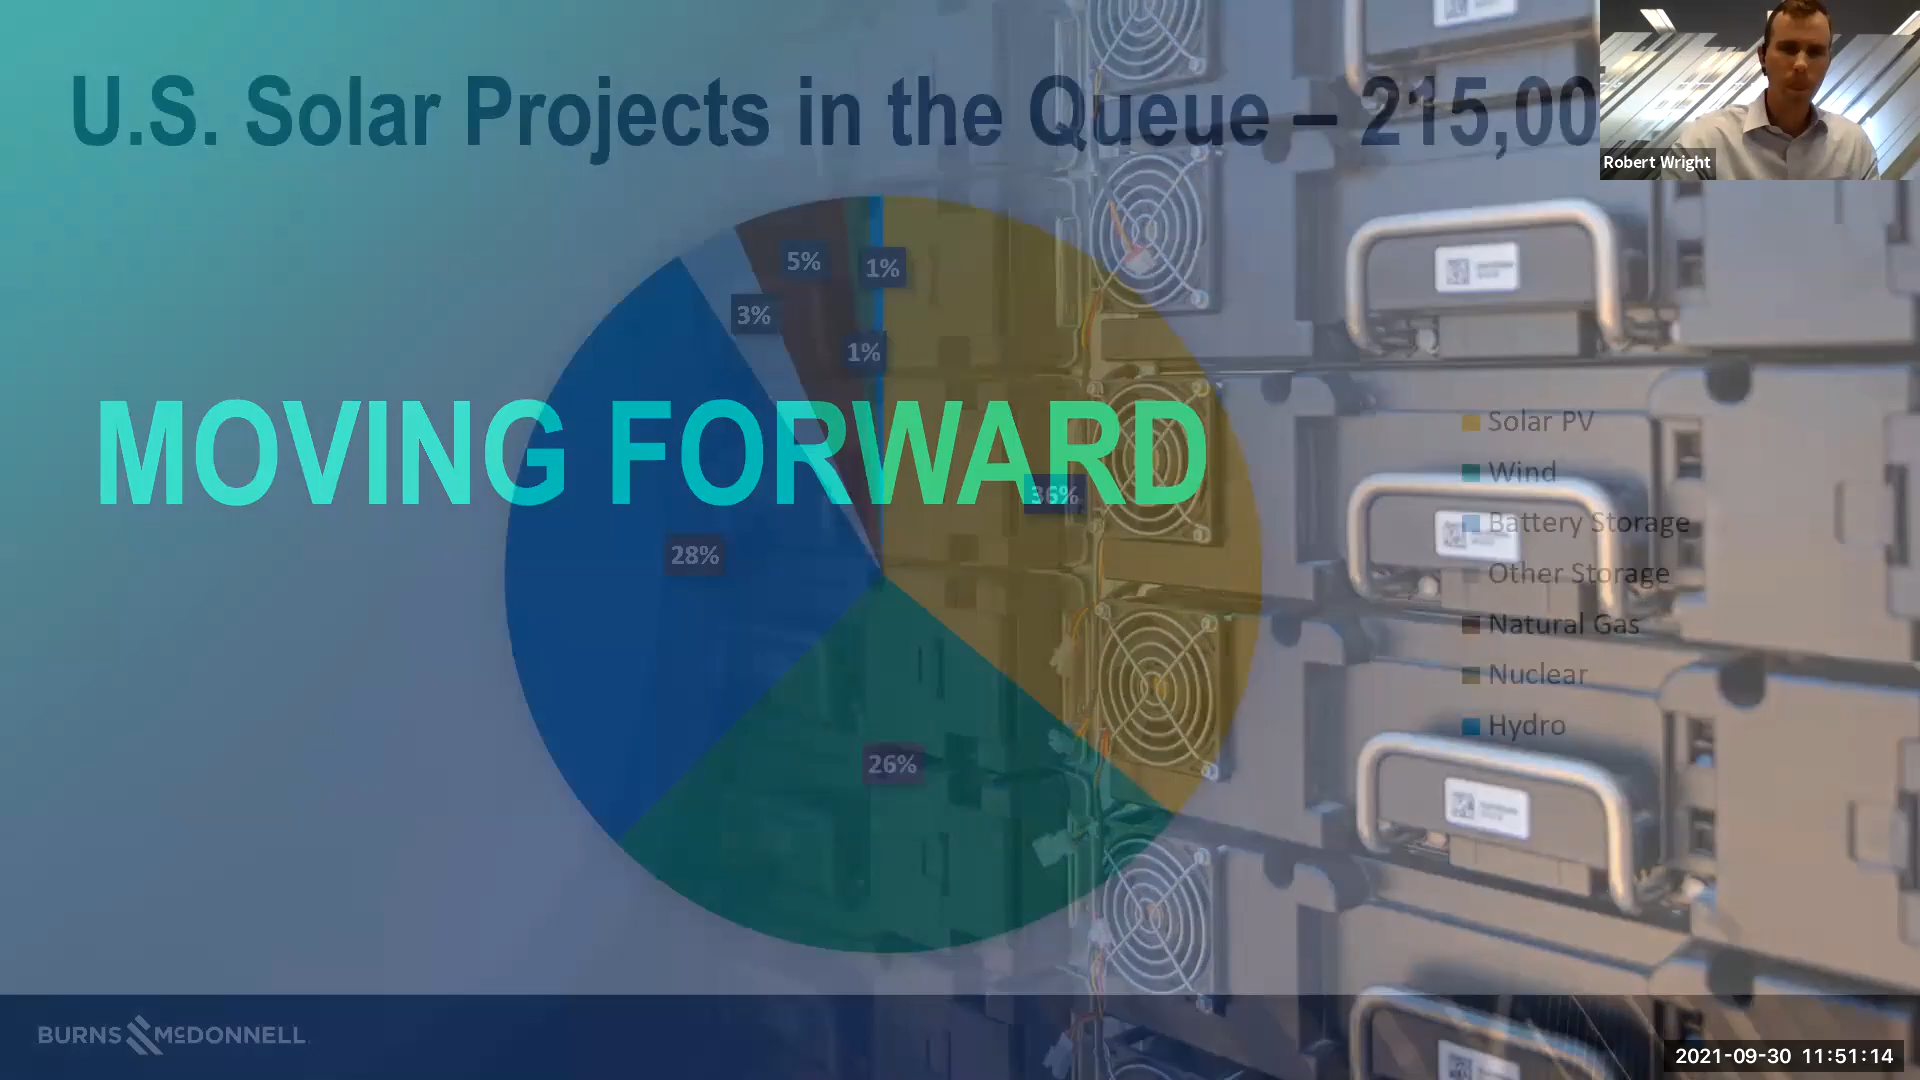 U.S. Solar Projects in the Queue – 215,00
Robert Wright
5%
1%
3%
1%
MOVING FORWARD
36%
28%
26%
Solar PV
Wind
Battery Storage
Other Storage
Natural Gas
Nuclear
Hydro
BURNS McDONNELL
2021-09-30 11:51:14